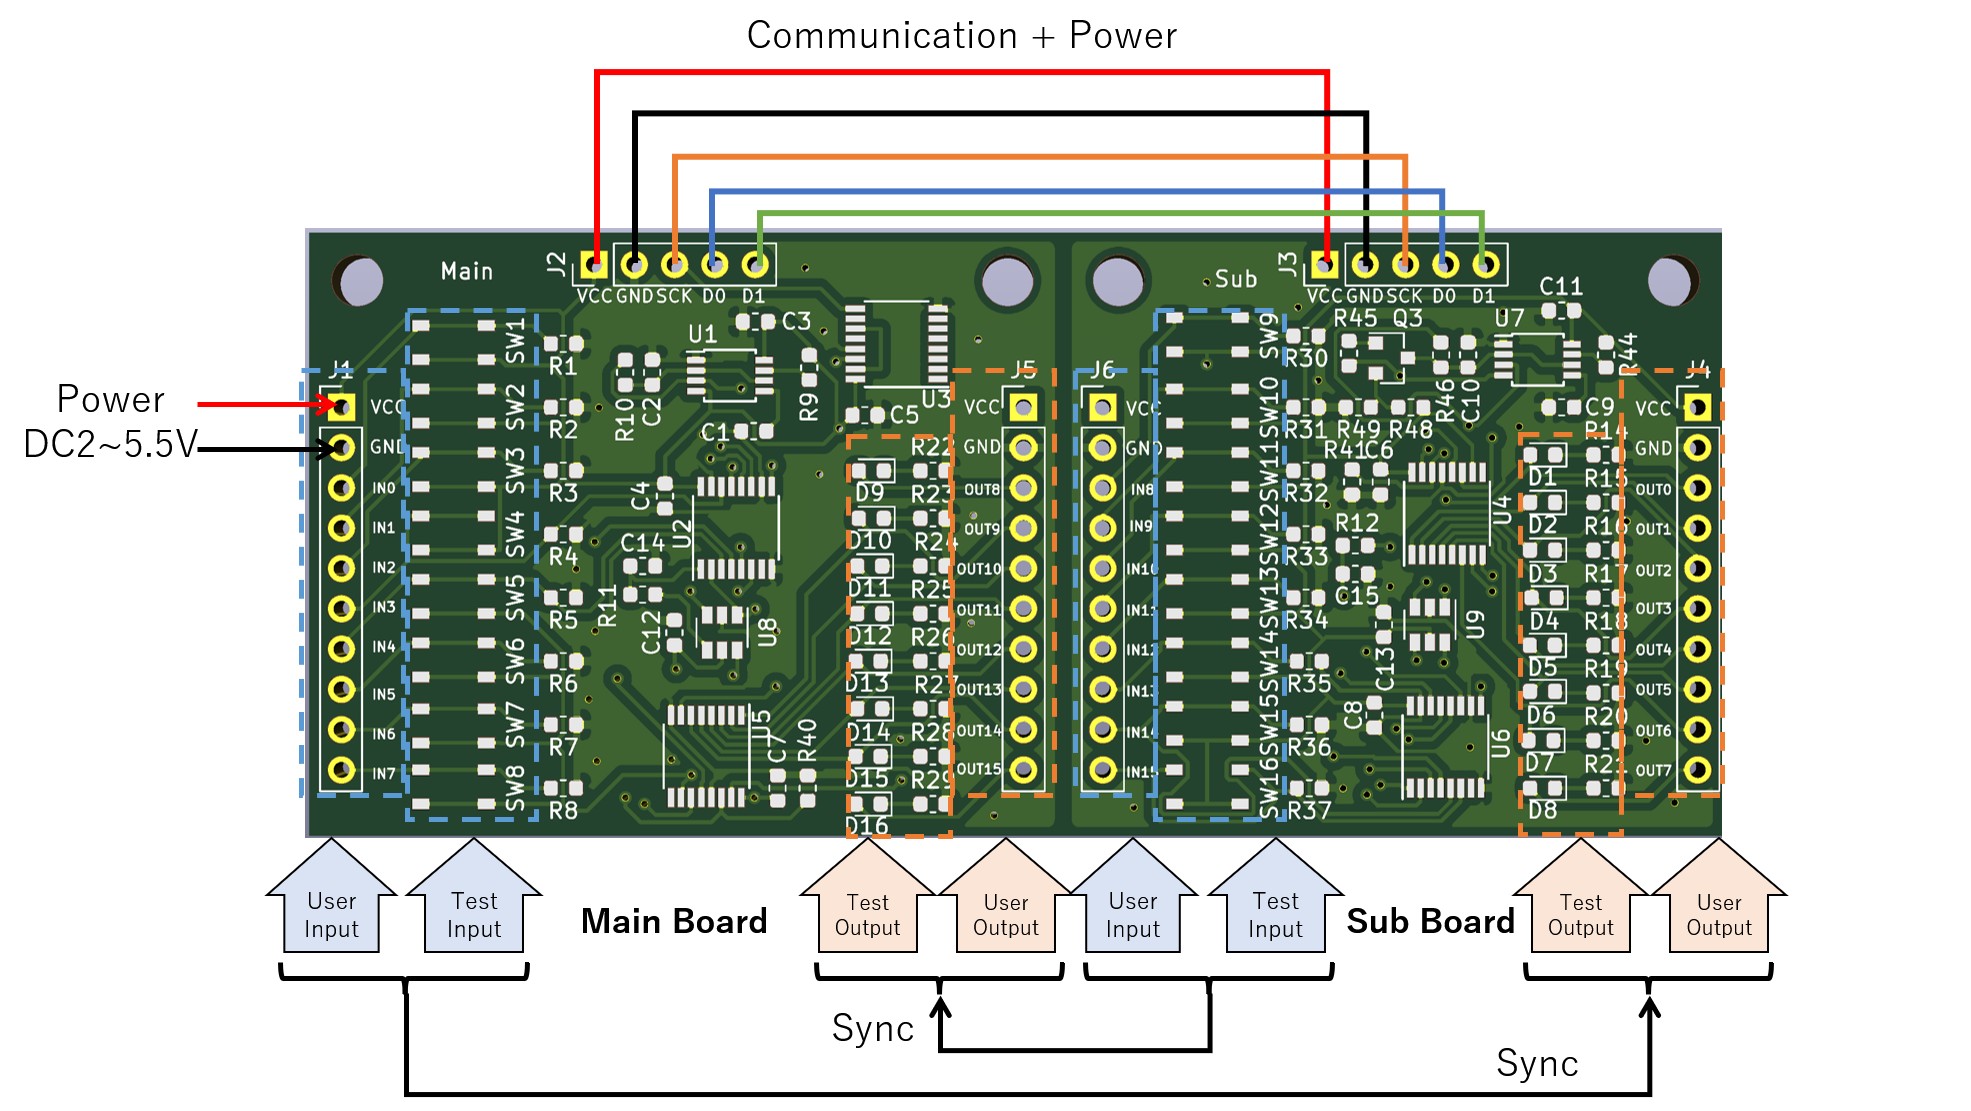 Communication + Power
Power
DC2~5.5V
Main
J2
VCC GND SCK D0 D1
SW1
SW2
SW3
SW4
SW5
SW6
SW7
SW8
J1
VCC
GND
IN0
IN1
IN2
IN3
IN4
IN5
IN6
IN7
R1
R2
R3
R4
R5
R6
R7
R8
U1
C3
R10
C2
R9
C1
U3
C5
C4
U2
C14
R11
C12
U8
U5
C7
R40
R22
R23
R24
R25
R26
R27
R28
R29
D9
D10
D11
D12
D13
D14
D15
D16
J5
VCC
GND
OUT8
OUT9
OUT10
OUT11
OUT12
OUT13
OUT14
OUT15
Sub
J3
VCC GND SCK D0 D1
J6
VCC
GND
IN8
IN9
IN10
IN11
IN12
IN13
IN14
IN15
SW9
SW10
SW11
SW12
SW13
SW14
SW15
SW16
R30
R31
R32
R33
R34
R35
R36
R37
R45
Q3
U7
C11
R44
R46
C10
R49
R48
C9
R41
C6
U4
R12
C15
C13
U9
C8
U6
R14
R15
R16
R17
R18
R19
R20
R21
D1
D2
D3
D4
D5
D6
D7
D8
J4
VCC
GND
OUT0
OUT1
OUT2
OUT3
OUT4
OUT5
OUT6
OUT7
User
Input
Test
Input
Main Board
Test
Output
User
Output
User
Input
Test
Input
Sub Board
Test
Output
User
Output
Sync
Sync